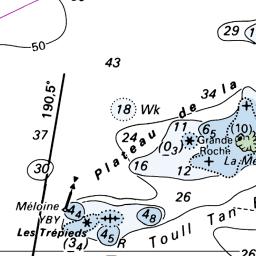 50
43
29
34
18 Wk
190,5°
37
24
Plateau de la
11
6₅
(10)
(0₃)
Grande
Roche
La Me
16
12
30
26
Méloine
YBY
Les Trépieds
4₄
4₈
(3₄)
4₅
R
Toull Tan